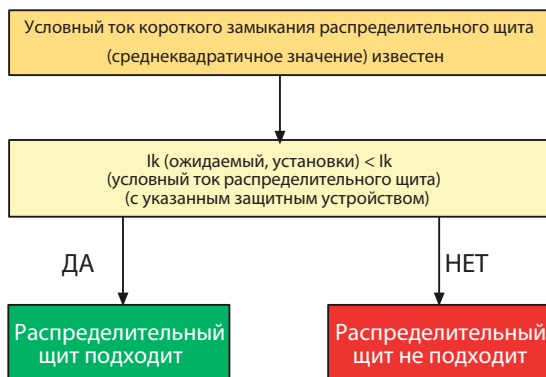 Условный ток короткого замыкания распределительного щита
(среднеквадратичное значение) известен
Ik (ожидаемый, установки) < Ik
(условный ток распределительного щита)
(с указанным защитным устройством)
ДА
НЕТ
Распределительный
щит подходит
Распределительный
щит не подходит